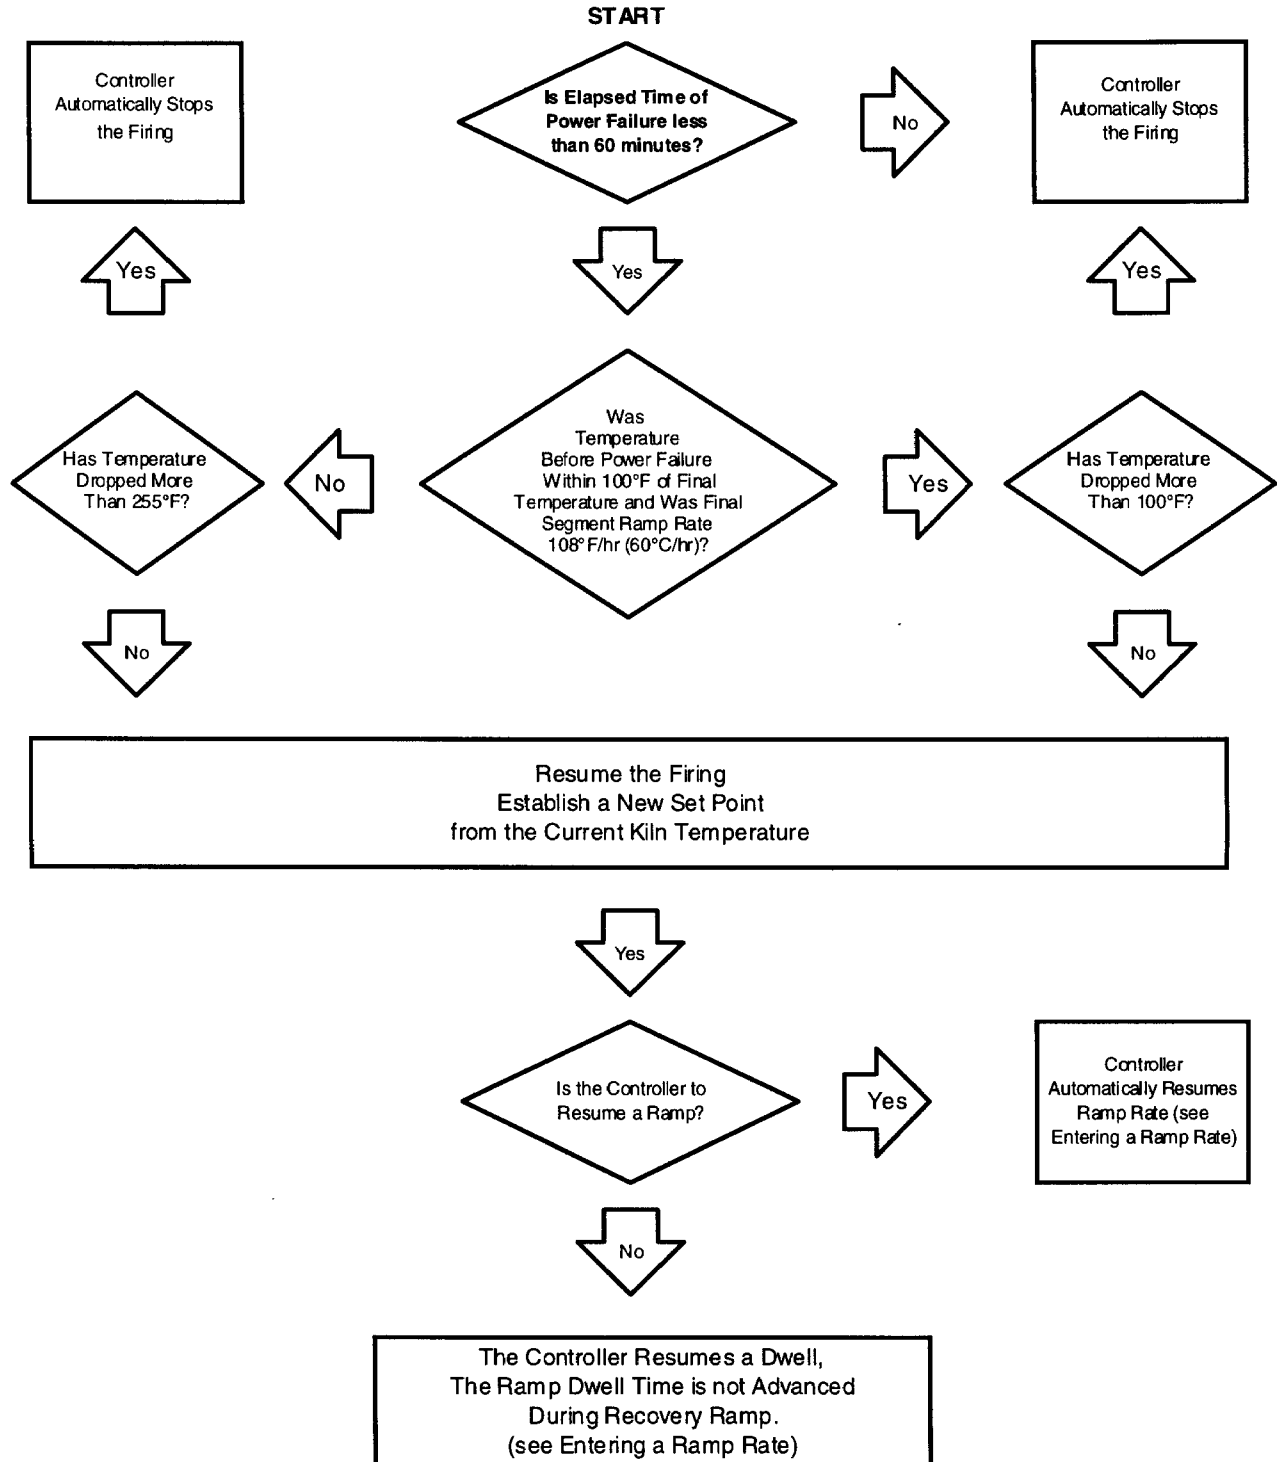 START
Controller
Automatically Stops
the Firing
Is Elapsed Time of
Power Failure less
than 60 minutes?
No
Controller
Automatically Stops
the Firing
Yes
Yes
Yes
Has Temperature
Dropped More
Than 255°F?
No
Was
Temperature
Before Power Failure
Within 100°F of Final
Temperature and Was Final
Segment Ramp Rate
108°F/hr (60°C/hr)?
Yes
Has Temperature
Dropped More
Than 100°F?
No
No
Resume the Firing
Establish a New Set Point
from the Current Kiln Temperature
Yes
Is the Controller to
Resume a Ramp?
Yes
Controller
Automatically Resumes
Ramp Rate (see
Entering a Ramp Rate)
No
The Controller Resumes a Dwell,
The Ramp Dwell Time is not Advanced
During Recovery Ramp.
(see Entering a Ramp Rate)